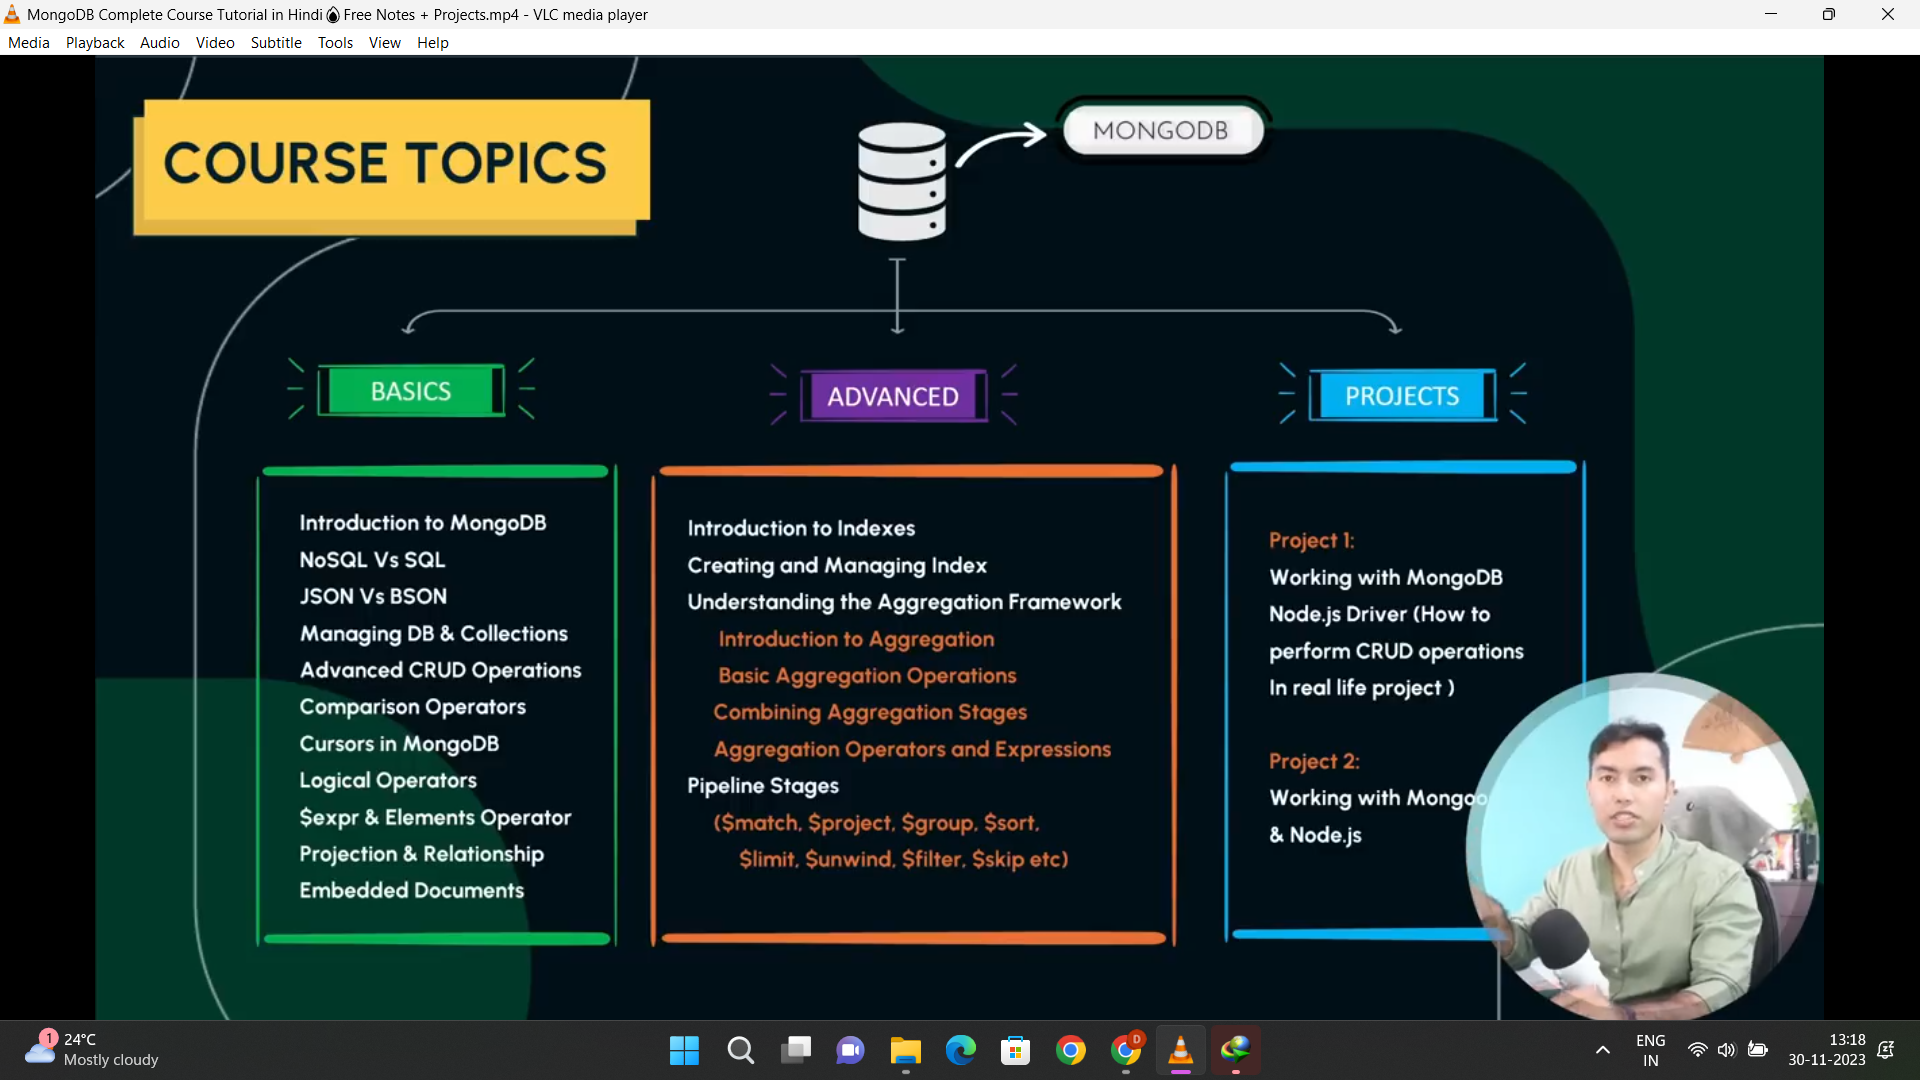 MongoDB Complete Course Tutorial in Hindi🔥Free Notes + Projects.mp4 - VLC media player
Media Playback Audio Video Subtitle Tools View Help
COURSE TOPICS
MONGODB
BASICS
Introduction to MongoDB
NoSQL Vs SQL
JSON Vs BSON
Managing DB & Collections
Advanced CRUD Operations
Comparison Operators
Cursors in MongoDB
Logical Operators
$expr & Elements Operator
Projection & Relationship
Embedded Documents
ADVANCED
Introduction to Indexes
Creating and Managing Index
Understanding the Aggregation Framework
Introduction to Aggregation
Basic Aggregation Operations
Combining Aggregation Stages
Aggregation Operators and Expressions
Pipeline Stages
($match, $project, $group, $sort,
$limit, $unwind, $filter, $skip etc)
PROJECTS
Project 1:
Working with MongoDB
Node.js Driver (How to
perform CRUD operations
In real life project )
Project 2:
Working with Mongoo
& Node.js
1
24°C
Mostly cloudy
D
ENG
IN
13:18
30-11-2023